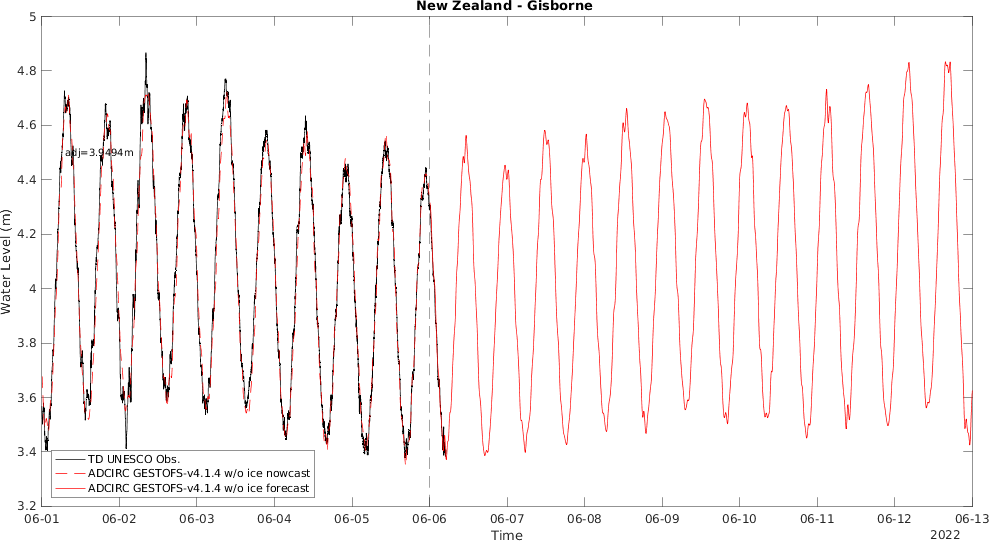 New Zealand - Gisborne
5
4.8
4.6
4.4
4.2
4
3.8
3.6
3.4
3.2
Water Level (m)
adj=3.9494m
TD UNESCO Obs.
ADCIRC GESTOFS-v4.1.4 w/o ice nowcast
ADCIRC GESTOFS-v4.1.4 w/o ice forecast
06-01 06-02 06-03 06-04 06-05 06-06 06-07 06-08 06-09 06-10 06-11 06-12 06-13
Time
2022